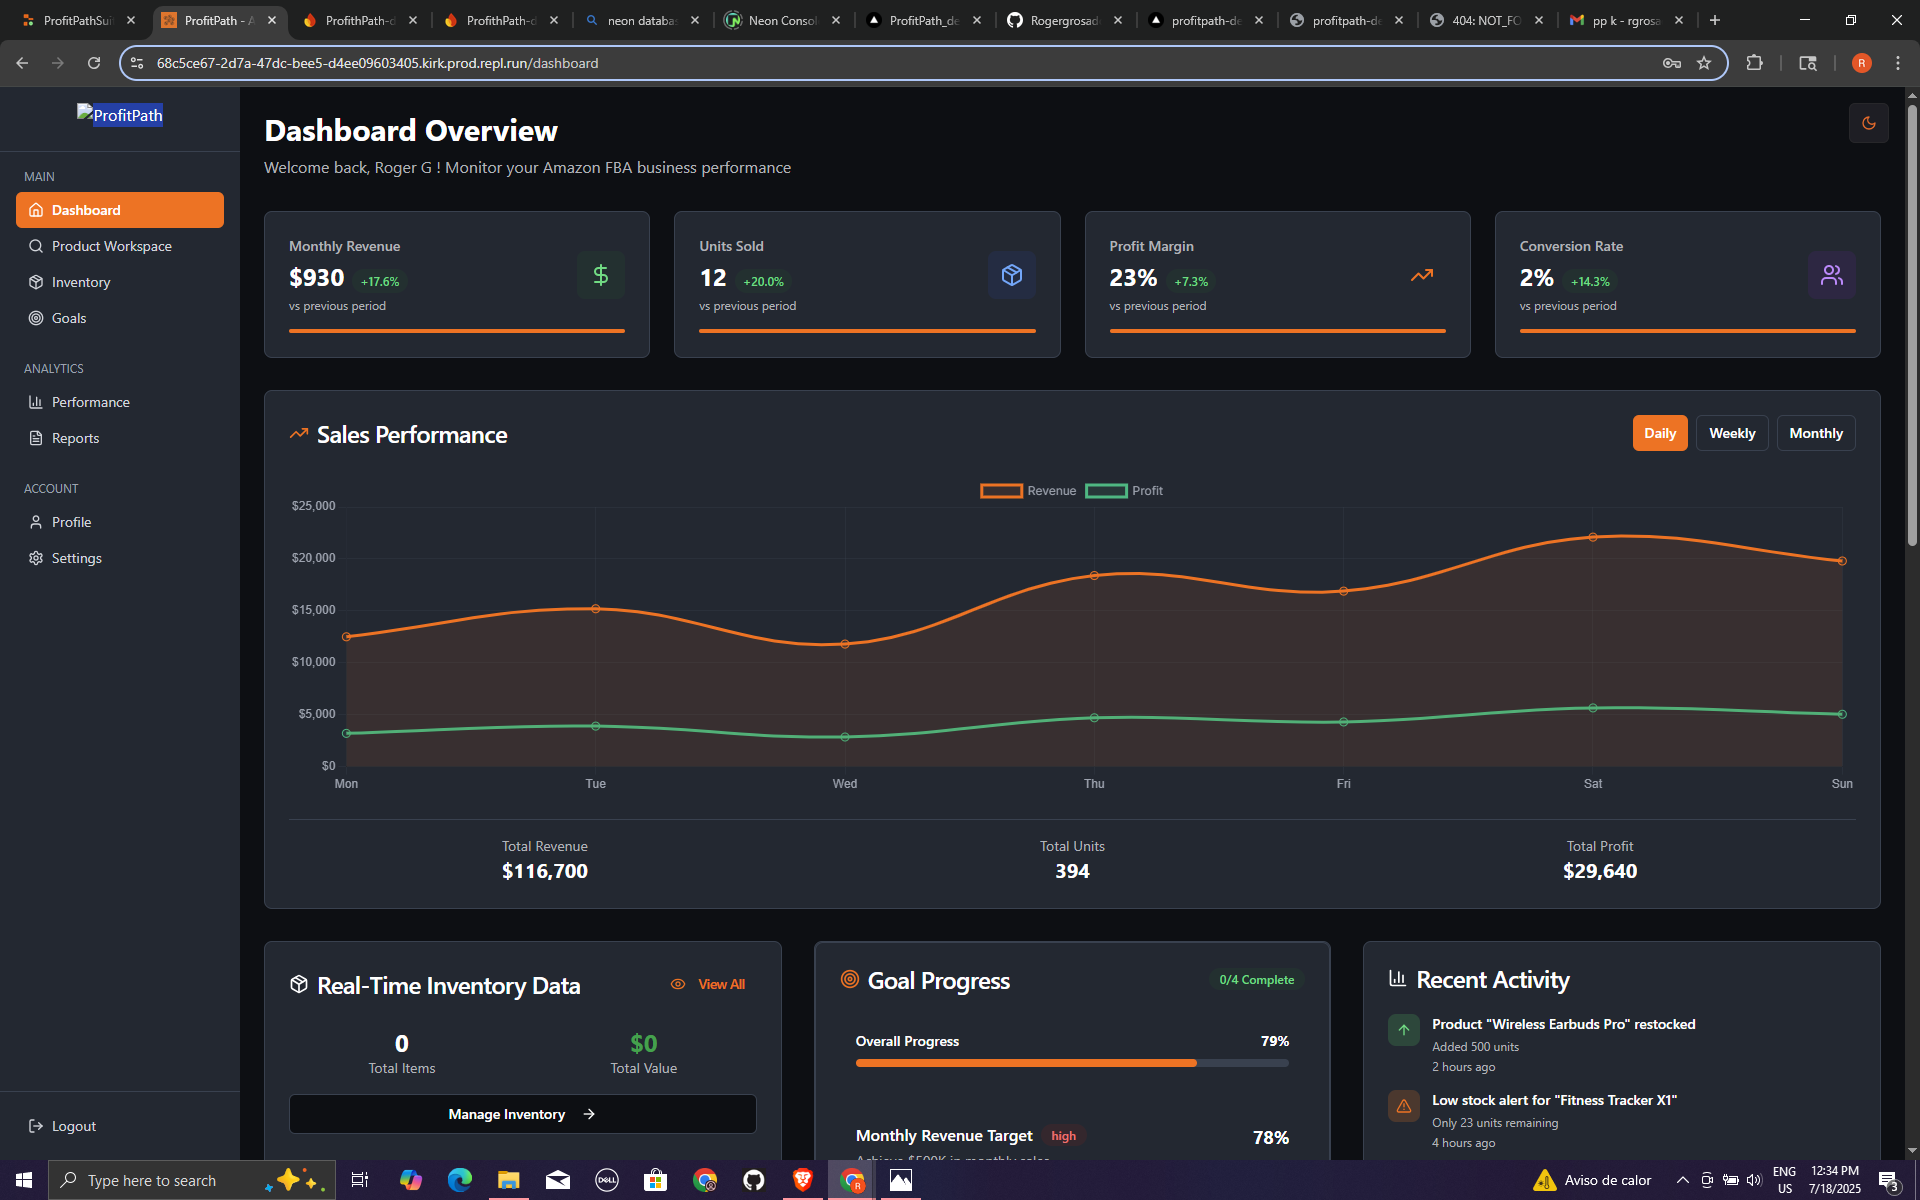 ProfitPathSui
ProfitPath - A
ProfithPath-d
ProfithPath-d
neon databas
Neon Consol
ProfitPath_de
Rogergrosad
profitpath-de
profitpath-de
404: NOT_FO
pp k - rgrosa
68c5ce67-2d7a-47dc-bee5-d4ee09603405.kirk.prod.repl.run/dashboard
R
ProfitPath
MAIN
Dashboard
Product Workspace
Inventory
Goals
ANALYTICS
Performance
Reports
ACCOUNT
Profile
Settings
Logout
Dashboard Overview
Welcome back, Roger G ! Monitor your Amazon FBA business performance
Monthly Revenue
$930 +17.6%
vs previous period
Units Sold
12 +20.0%
vs previous period
Profit Margin
23% +7.3%
vs previous period
Conversion Rate
2% +14.3%
vs previous period
Sales Performance
Daily Weekly Monthly
Revenue Profit
$25,000
$20,000
$15,000
$10,000
$5,000
$0
Mon Tue Wed Thu Fri Sat Sun
Total Revenue
$116,700
Total Units
394
Total Profit
$29,640
Real-Time Inventory Data
View All
0
Total Items
$0
Total Value
Manage Inventory
Goal Progress
0/4 Complete
Overall Progress 79%
Monthly Revenue Target high 78%
Achieve $500K in monthly sales
Recent Activity
Product "Wireless Earbuds Pro" restocked
Added 500 units
2 hours ago
Low stock alert for "Fitness Tracker X1"
Only 23 units remaining
4 hours ago
Type here to search
DELL
R
Aviso de calor
ENG
US
12:34 PM
7/18/2025
3